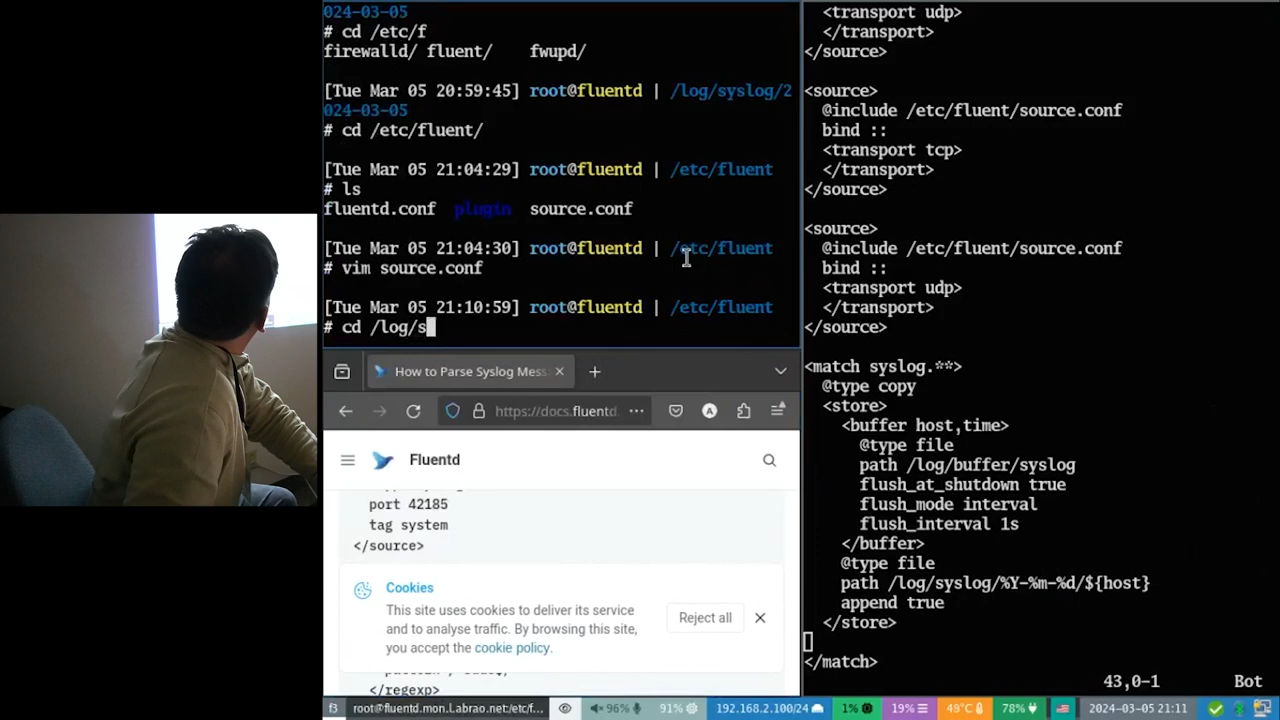 024-03-05
# cd /etc/f
firewalld/ fluent/ fwupd/
[Tue Mar 05 20:59:45] root@fluentd | /log/syslog/2
024-03-05
# cd /etc/fluent/
[Tue Mar 05 21:04:29] root@fluentd | /etc/fluent
# ls
fluentd.conf plugin source.conf
[Tue Mar 05 21:04:30] root@fluentd | /etc/fluent
# vim source.conf
[Tue Mar 05 21:10:59] root@fluentd | /etc/fluent
# cd /log/s
How to Parse Syslog Mess
https://docs.fluentd
Fluentd
port 42185
tag system
</source>
Cookies
This site uses cookies to deliver its service
and to analyse traffic. By browsing this site,
you accept the cookie policy.
Reject all
</regexp>
<transport udp>
</transport>
</source>
<source>
@include /etc/fluent/source.conf
bind ::
<transport tcp>
</transport>
</source>
<source>
@include /etc/fluent/source.conf
bind ::
<transport udp>
</transport>
</source>
<match syslog.**>
@type copy
<store>
<buffer host,time>
@type file
path /log/buffer/syslog
flush_at_shutdown true
flush_mode interval
flush_interval 1s
</buffer>
@type file
path /log/syslog/%Y-%m-%d/${host}
append true
</store>
</match>
43,0-1 Bot
f3 root@fluentd.mon.labrao.net:/etc/f... 96% 91% 192.168.2.100/24 1% 19% 48°C 78% 2024-03-05 21:11